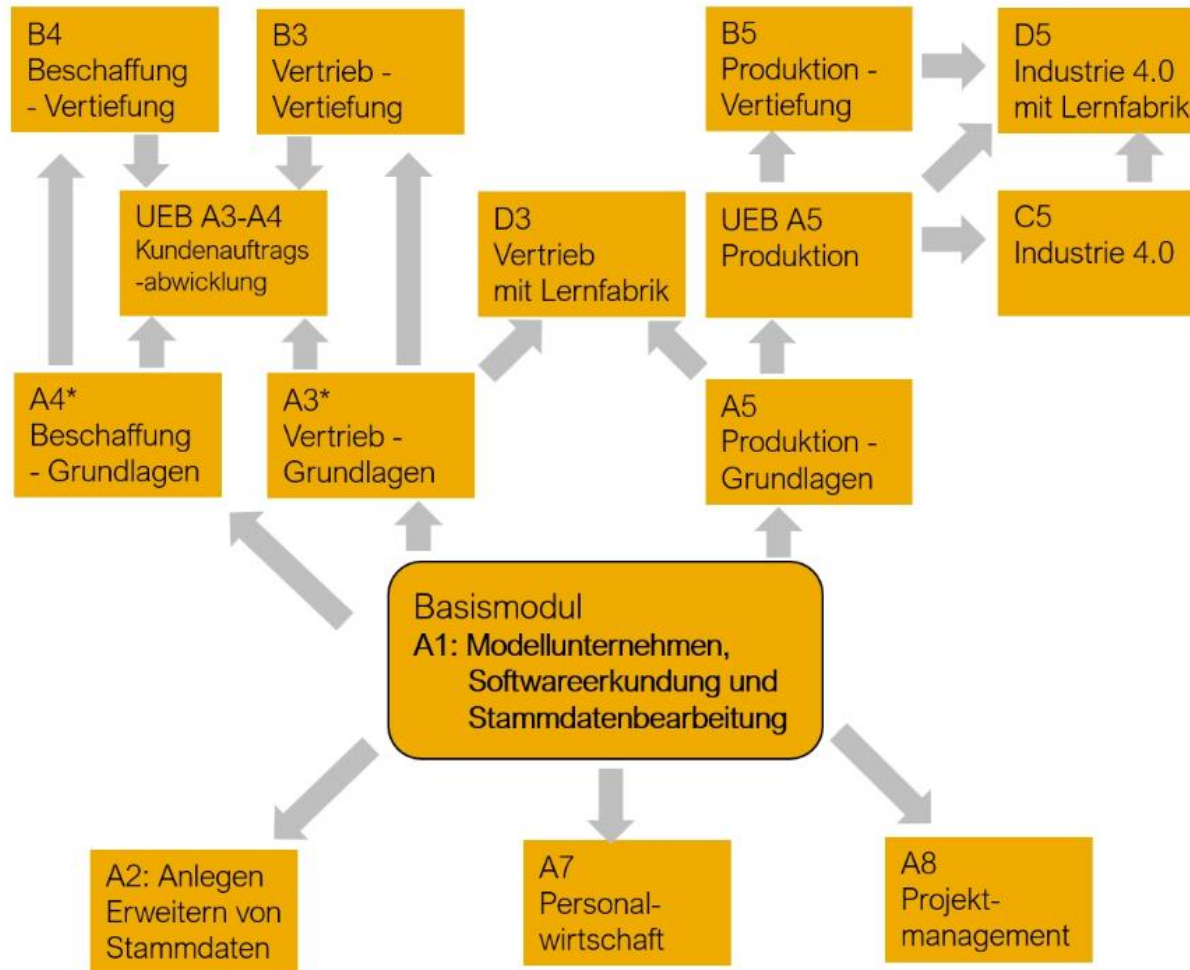 B4
Beschaffung
- Vertiefung
B3
Vertrieb -
Vertiefung
B5
Produktion -
Vertiefung
D5
Industrie 4.0
mit Lernfabrik
UEB A3-A4
Kundenauftrags
-abwicklung
D3
Vertrieb
mit Lernfabrik
UEB A5
Produktion
C5
Industrie 4.0
A4*
Beschaffung
- Grundlagen
A3*
Vertrieb -
Grundlagen
A5
Produktion -
Grundlagen
Basismodul
A1: Modellunternehmen,
Softwareerkundung und
Stammdatenbearbeitung
A2: Anlegen
Erweitern von
Stammdaten
A7
Personal-
wirtschaft
A8
Projekt-
management